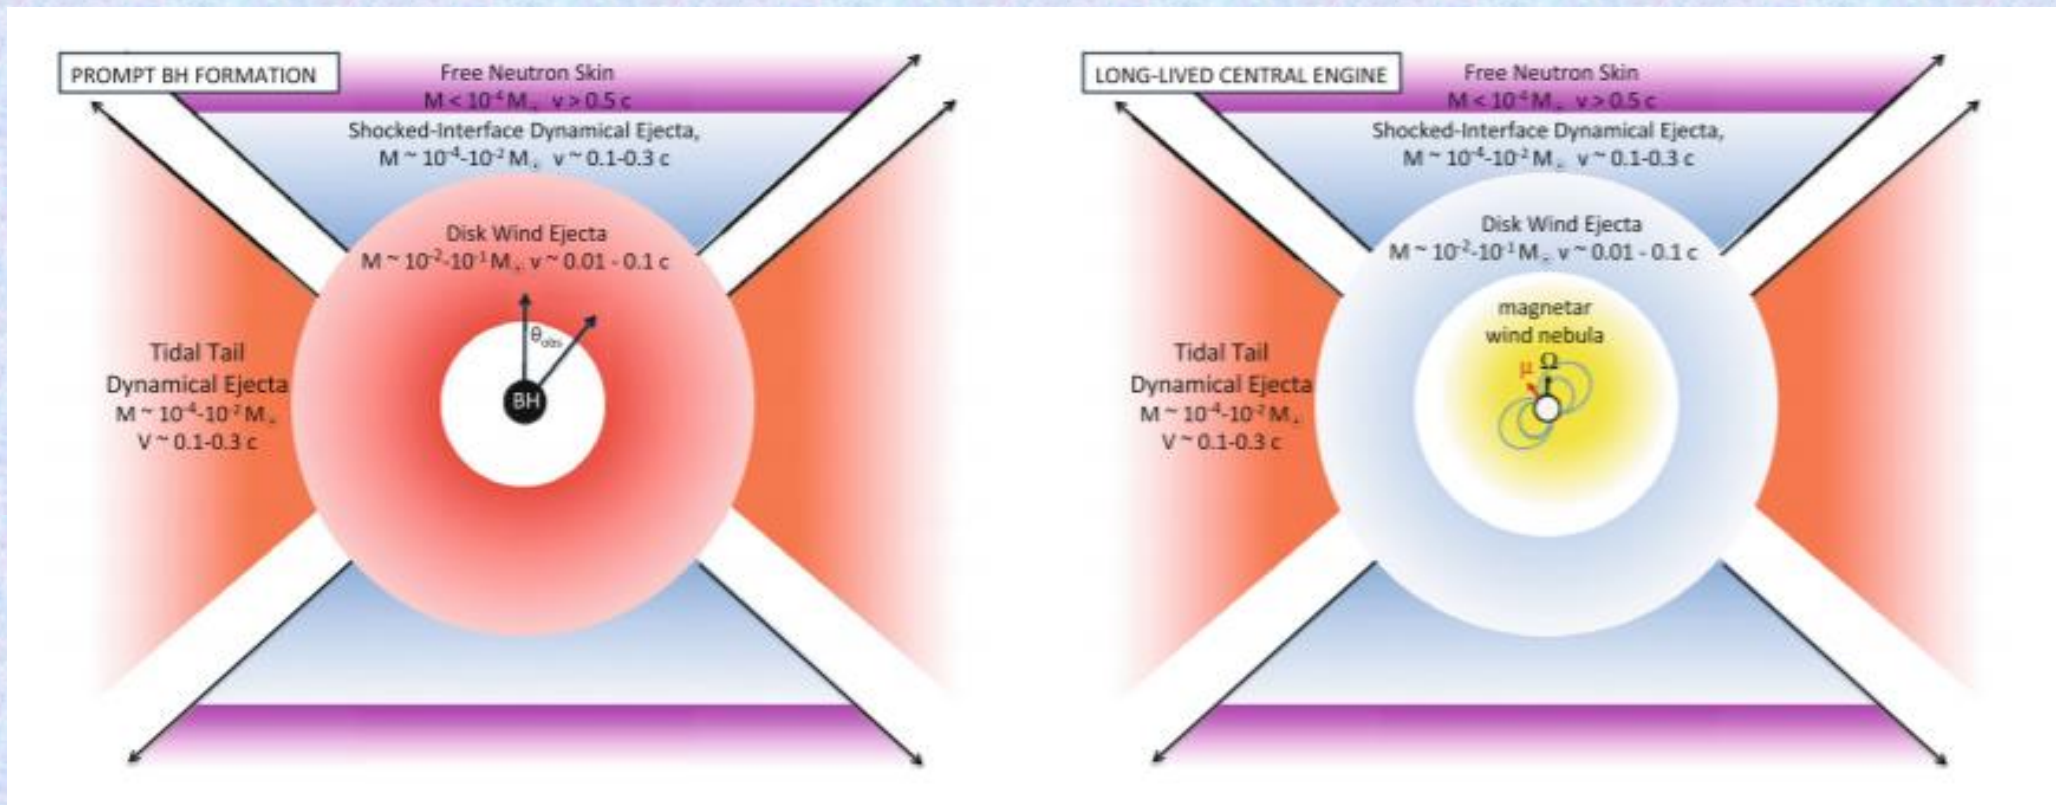 PROMPT BH FORMATION
Free Neutron Skin
M < 10⁻⁴ M☉ v > 0.5 c
Shocked-Interface Dynamical Ejecta,
M ~ 10⁻⁴-10⁻² M☉ v ~ 0.1-0.3 c
Disk Wind Ejecta
M ~ 10⁻²-10⁻¹ M☉ v ~ 0.01 - 0.1 c
θobs
BH
Tidal Tail
Dynamical Ejecta
M ~ 10⁻⁴-10⁻² M☉
V ~ 0.1-0.3 c
LONG-LIVED CENTRAL ENGINE
Free Neutron Skin
M < 10⁻⁴ M☉ v > 0.5 c
Shocked-Interface Dynamical Ejecta,
M ~ 10⁻⁴-10⁻² M☉ v ~ 0.1-0.3 c
Disk Wind Ejecta
M ~ 10⁻²-10⁻¹ M☉ v ~ 0.01 - 0.1 c
magnetar
wind nebula
μ Ω
Tidal Tail
Dynamical Ejecta
M ~ 10⁻⁴-10⁻² M☉
V ~ 0.1-0.3 c